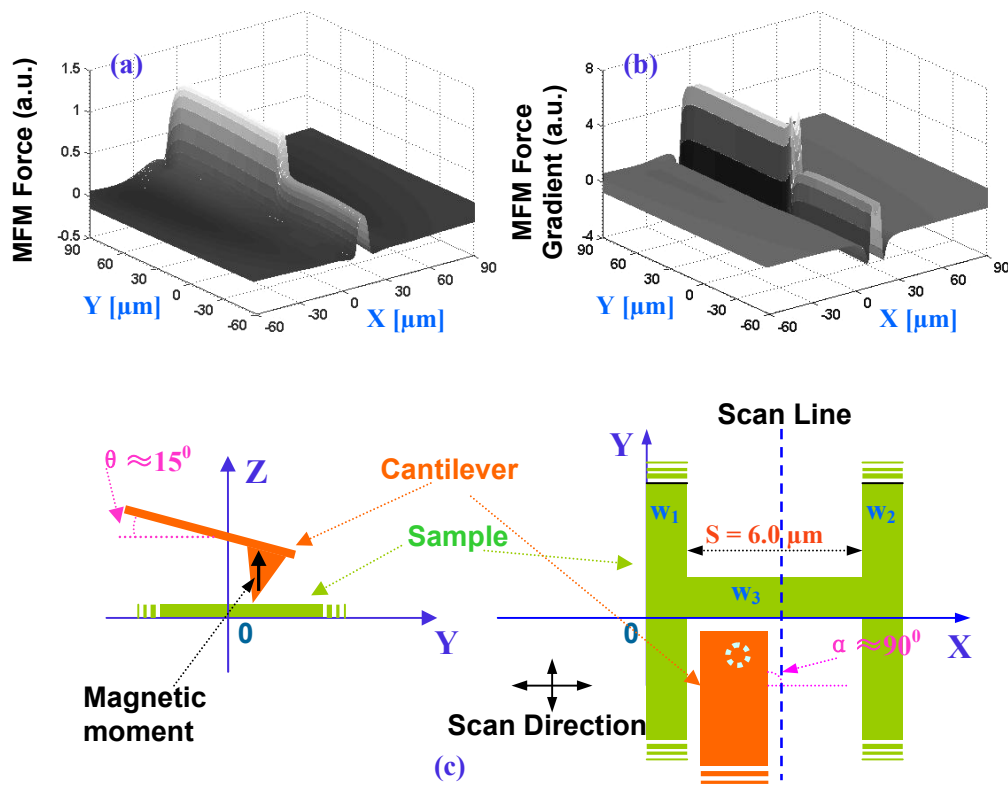 (a)
MFM Force (a.u.)
1.5
1
0.5
0
-0.5
90
60
30
0
-30
-60
Y [µm]
-60
-30
0
30
60
90
X [µm]
(b)
MFM Force
Gradient (a.u.)
8
4
0
-4
90
60
30
0
-30
-60
Y [µm]
-60
-30
0
30
60
90
X [µm]
θ ≈15⁰
Z
Cantilever
Sample
0
Y
Magnetic
moment
Scan Line
Y
w₁
w₂
S = 6.0 µm
w₃
0
X
α ≈90⁰
Scan Direction
(c)